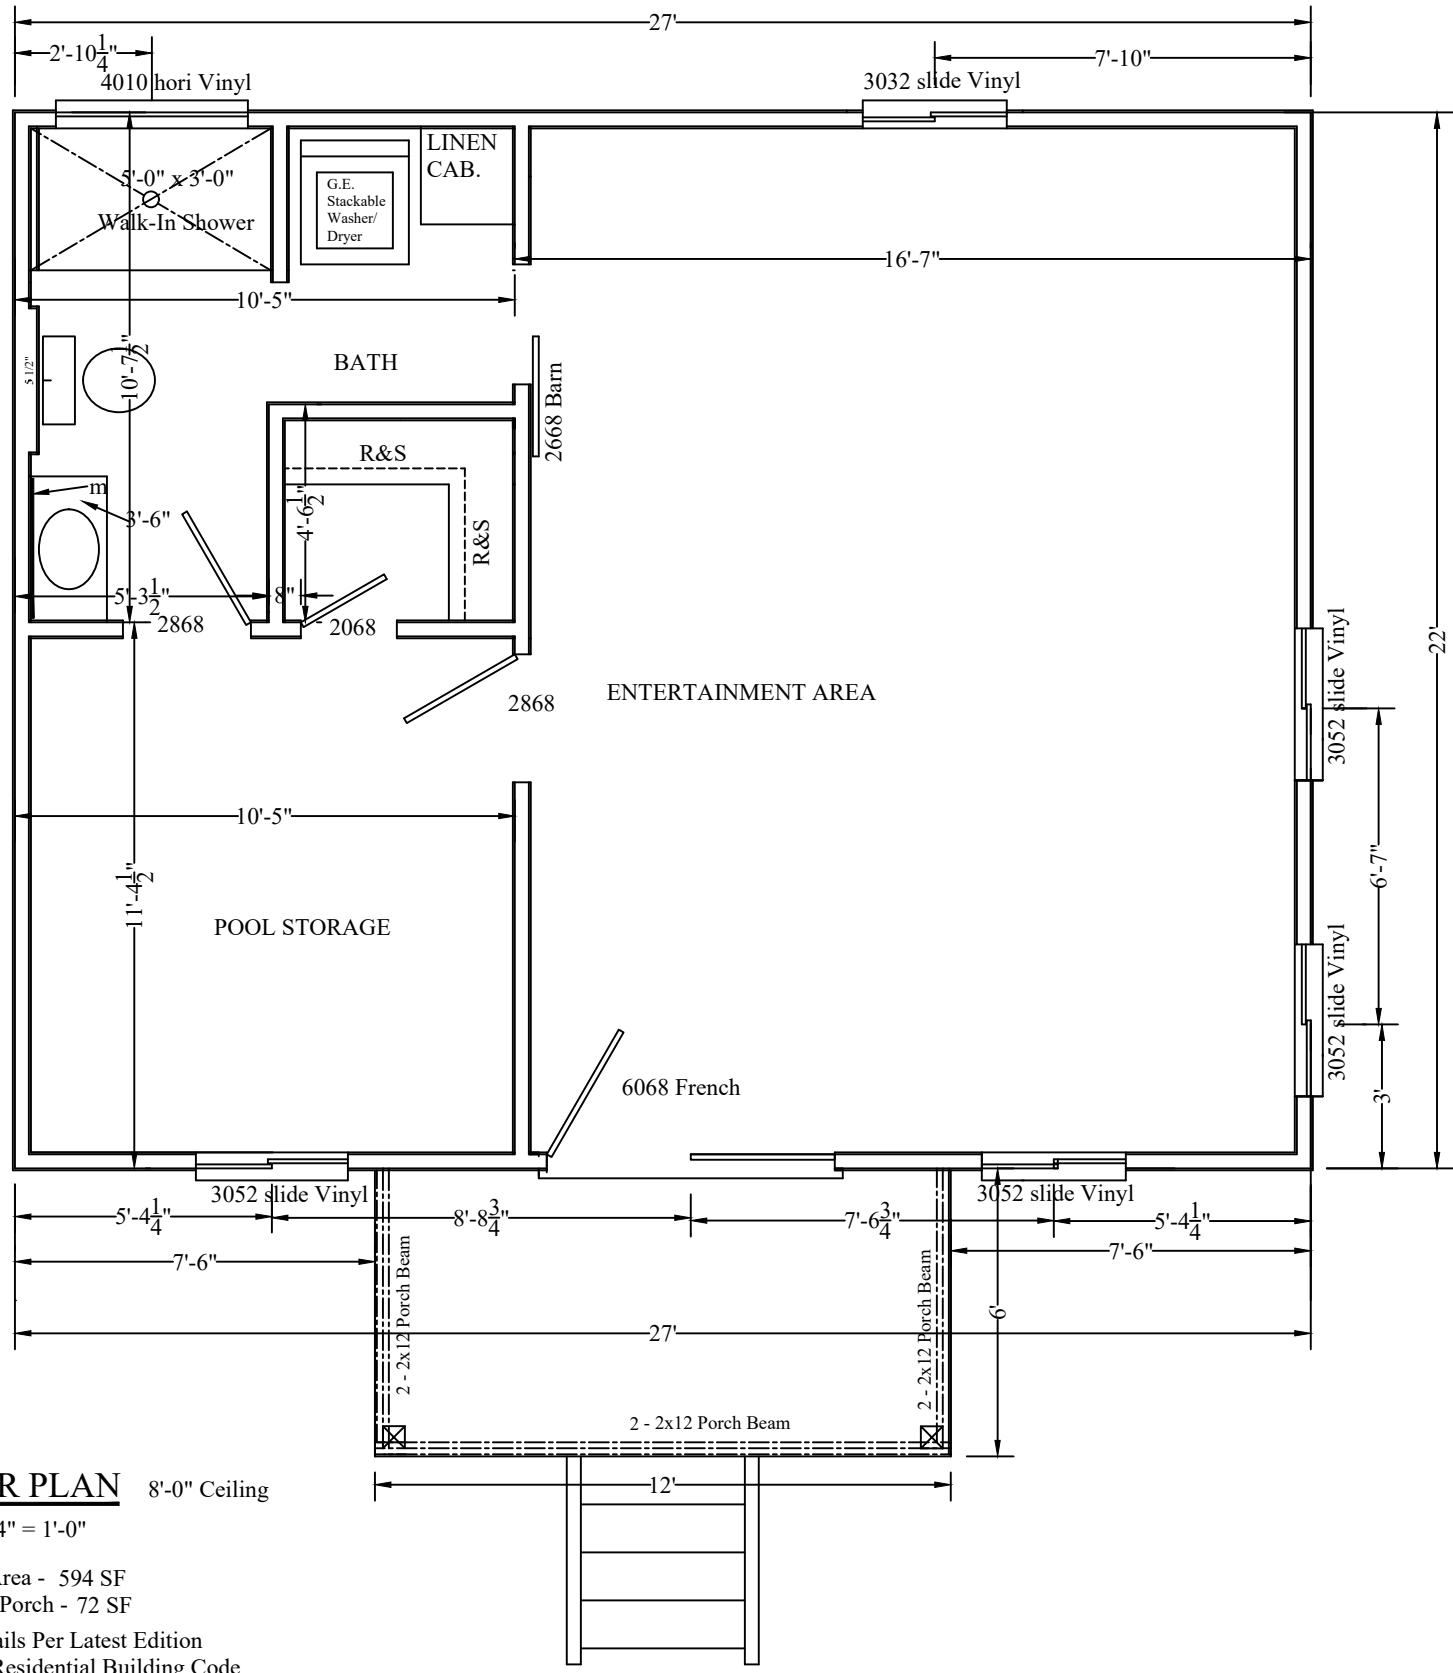 27'
2'-10 1/4"
7'-10"
4010 hori Vinyl
3032 slide Vinyl
LINEN
CAB.
5'-0" x 3'-0"
Walk-In Shower
G.E.
Stackable
Washer/
Dryer
16'-7"
10'-5"
BATH
5 1/2"
10'-7 1/2"
2668 Barn
R&S
R&S
4'-6 1/2"
m
3'-6"
5'-3 1/2"
8"
2868
2068
2868
ENTERTAINMENT AREA
22'
3052 slide Vinyl
6'-7"
10'-5"
11'-4 1/2"
POOL STORAGE
3052 slide Vinyl
3'
6068 French
3052 slide Vinyl
3052 slide Vinyl
5'-4 1/4"
8'-8 3/4"
7'-6 3/4"
5'-4 1/4"
7'-6"
7'-6"
2 - 2x12 Porch Beam
2 - 2x12 Porch Beam
6'
27'
2 - 2x12 Porch Beam
12'
R PLAN 8'-0" Ceiling
4" = 1'-0"
Area - 594 SF
Porch - 72 SF
ails Per Latest Edition
Residential Building Code